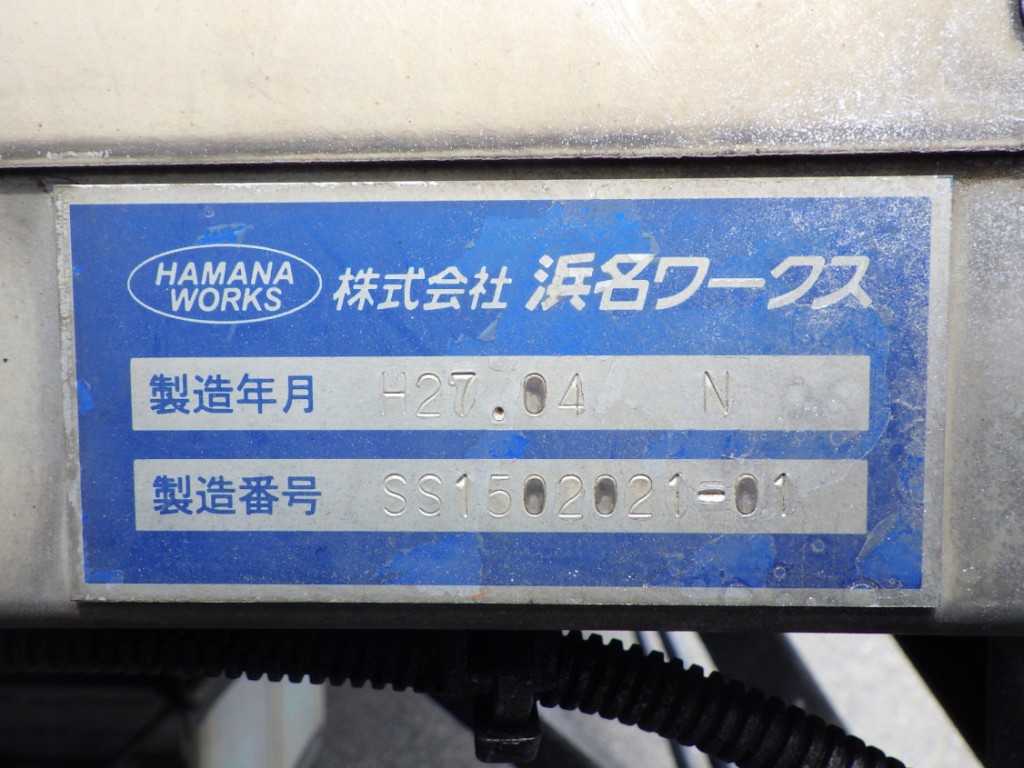 HAMANA
WORKS
株式会社 浜名ワークス
製造年月 H27.04 N
製造番号 SS1502021-01